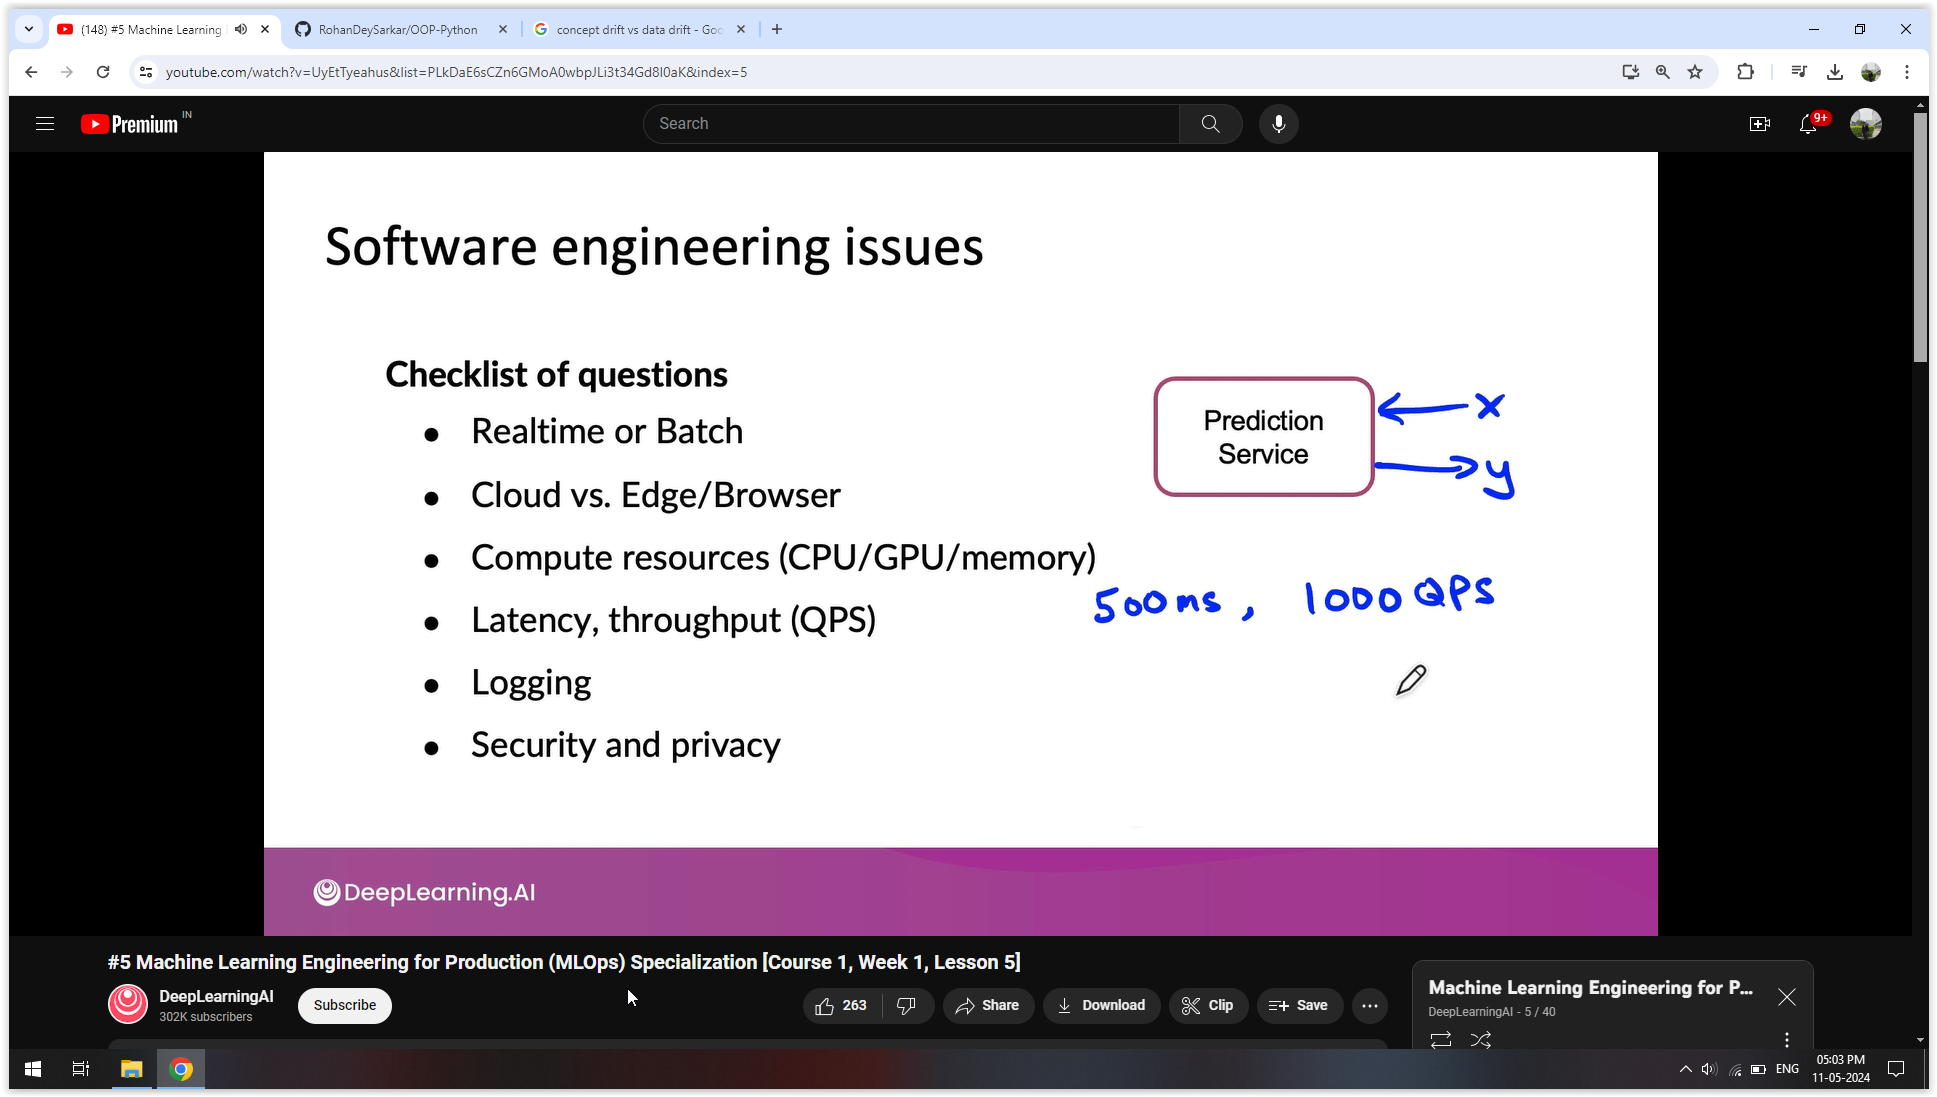 (148) #5 Machine Learning
RohanDeySarkar/OOP-Python
concept drift vs data drift - Goo
youtube.com/watch?v=UyEtTyeahus&list=PLkDaE6sCZn6GMoA0wbpJLi3t34Gd8I0aK&index=5
Premium IN
Search
9+
Software engineering issues
Checklist of questions
• Realtime or Batch
• Cloud vs. Edge/Browser
• Compute resources (CPU/GPU/memory)
• Latency, throughput (QPS)
• Logging
• Security and privacy
Prediction
Service
x
y
500ms, 1000 QPS
DeepLearning.AI
#5 Machine Learning Engineering for Production (MLOps) Specialization [Course 1, Week 1, Lesson 5]
DeepLearningAI
302K subscribers
Subscribe
263
Share
Download
Clip
Save
Machine Learning Engineering for P...
DeepLearningAI - 5 / 40
ENG
05:03 PM
11-05-2024